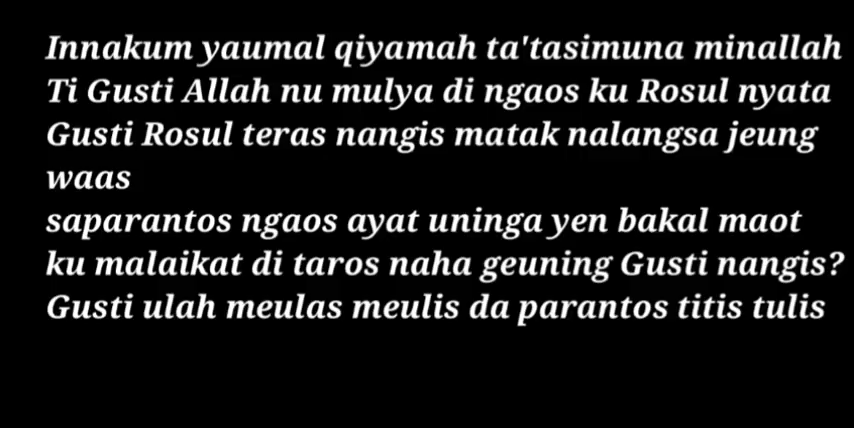 Innakum yaumal qiyamah ta'tasimuna minallah
Ti Gusti Allah nu mulya di ngaos ku Rosul nyata
Gusti Rosul teras nangis matak nalangsa jeung
waas
saparantos ngaos ayat uninga yen bakal maot
ku malaikat di taros naha geuning Gusti nangis?
Gusti ulah meulas meulis da parantos titis tulis